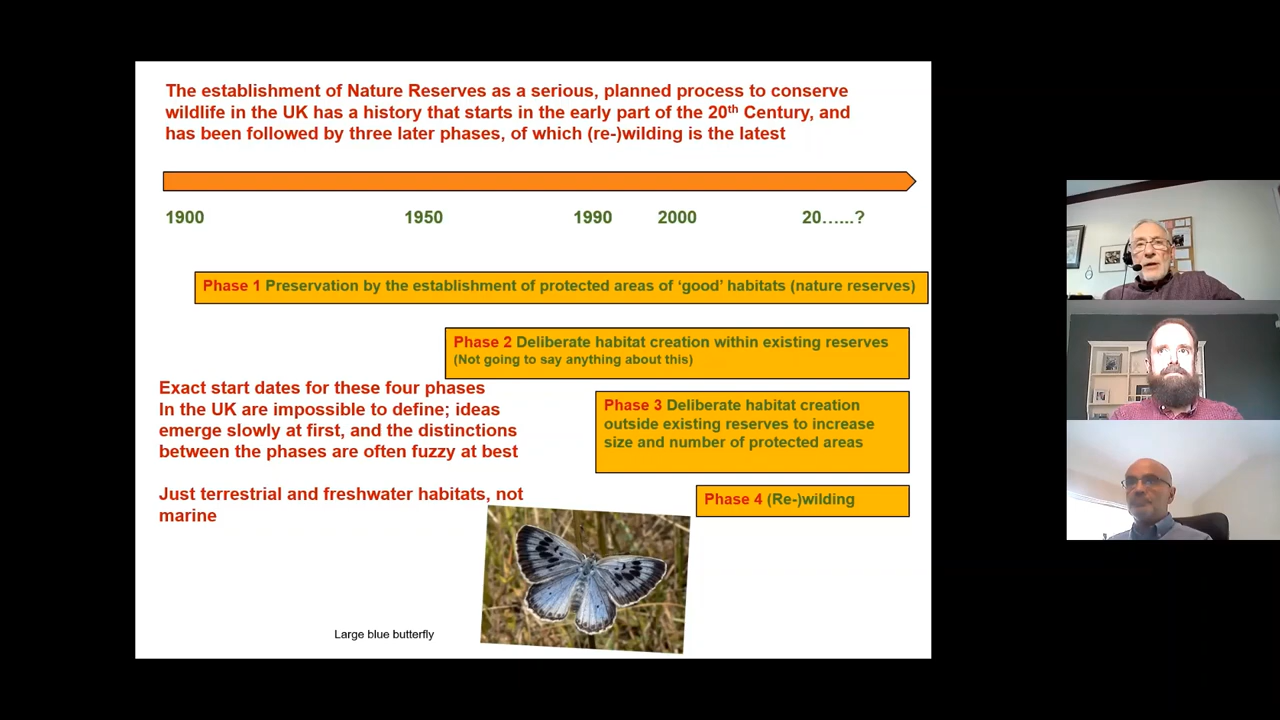 The establishment of Nature Reserves as a serious, planned process to conserve
wildlife in the UK has a history that starts in the early part of the 20th Century, and
has been followed by three later phases, of which (re-)wilding is the latest
1900 1950 1990 2000 20…...?
Phase 1 Preservation by the establishment of protected areas of ‘good’ habitats (nature reserves)
Phase 2 Deliberate habitat creation within existing reserves
(Not going to say anything about this)
Exact start dates for these four phases
In the UK are impossible to define; ideas
emerge slowly at first, and the distinctions
between the phases are often fuzzy at best
Phase 3 Deliberate habitat creation
outside existing reserves to increase
size and number of protected areas
Just terrestrial and freshwater habitats, not
marine
Phase 4 (Re-)wilding
Large blue butterfly